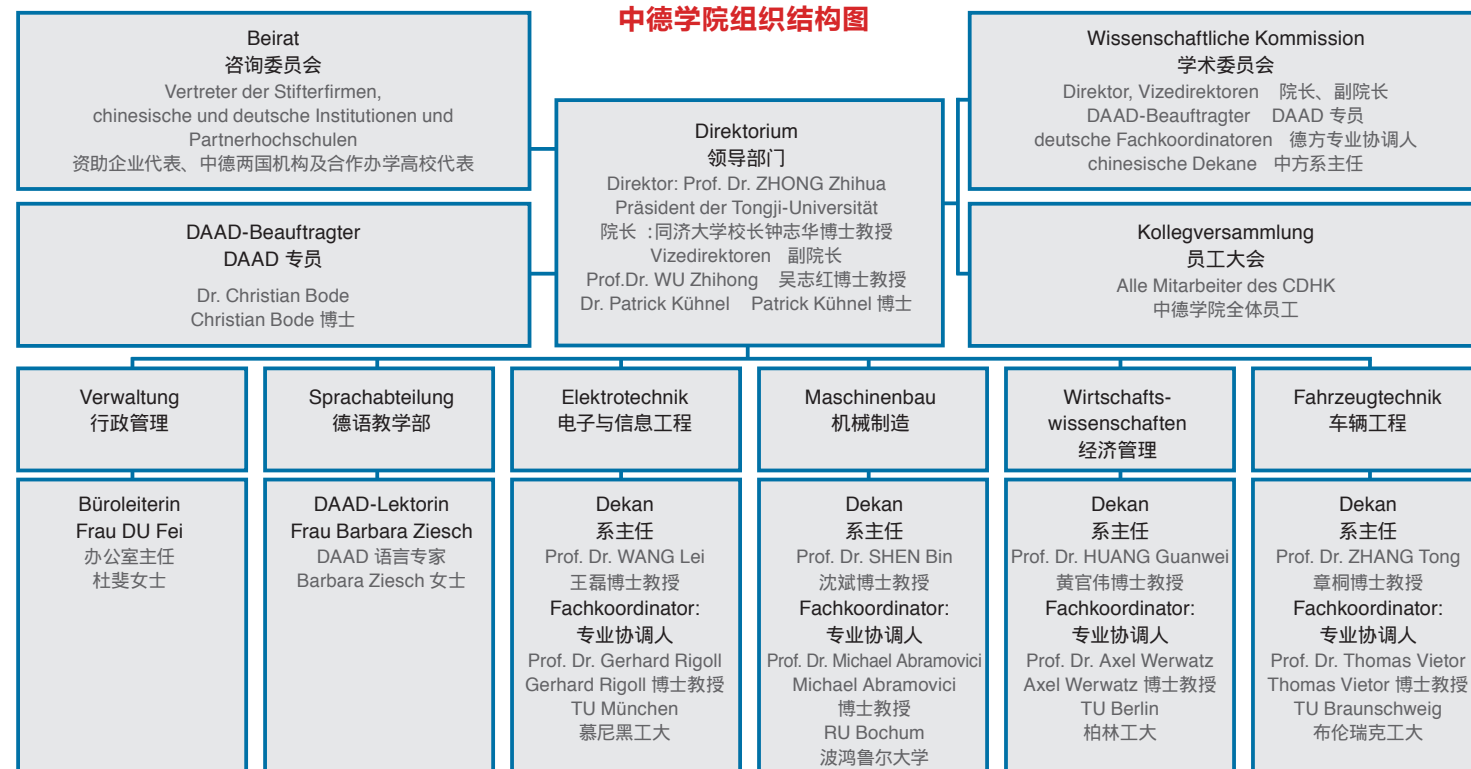 中德学院组织结构图
Beirat
咨询委员会
Vertreter der Stifterfirmen,
chinesische und deutsche Institutionen und
Partnerhochschulen
资助企业代表、中德两国机构及合作办学高校代表
DAAD-Beauftragter
DAAD 专员
Dr. Christian Bode
Christian Bode 博士
Direktorium
领导部门
Direktor: Prof. Dr. ZHONG Zhihua
Präsident der Tongji-Universität
院长 :同济大学校长钟志华博士教授
Vizedirektoren 副院长
Prof.Dr. WU Zhihong 吴志红博士教授
Dr. Patrick Kühnel Patrick Kühnel 博士
Wissenschaftliche Kommission
学术委员会
Direktor, Vizedirektoren 院长、副院长
DAAD-Beauftragter DAAD 专员
deutsche Fachkoordinatoren 德方专业协调人
chinesische Dekane 中方系主任
Kollegversammlung
员工大会
Alle Mitarbeiter des CDHK
中德学院全体员工
Verwaltung
行政管理
Büroleiterin
Frau DU Fei
办公室主任
杜斐女士
Sprachabteilung
德语教学部
DAAD-Lektorin
Frau Barbara Ziesch
DAAD 语言专家
Barbara Ziesch 女士
Elektrotechnik
电子与信息工程
Dekan
系主任
Prof. Dr. WANG Lei
王磊博士教授
Fachkoordinator:
专业协调人
Prof. Dr. Gerhard Rigoll
Gerhard Rigoll 博士教授
TU München
慕尼黑工大
Maschinenbau
机械制造
Dekan
系主任
Prof. Dr. SHEN Bin
沈斌博士教授
Fachkoordinator:
专业协调人
Prof. Dr. Michael Abramovici
Michael Abramovici
博士教授
RU Bochum
波鸿鲁尔大学
Wirtschafts-
wissenschaften
经济管理
Dekan
系主任
Prof. Dr. HUANG Guanwei
黄官伟博士教授
Fachkoordinator:
专业协调人
Prof. Dr. Axel Werwatz
Axel Werwatz 博士教授
TU Berlin
柏林工大
Fahrzeugtechnik
车辆工程
Dekan
系主任
Prof. Dr. ZHANG Tong
章桐博士教授
Fachkoordinator:
专业协调人
Prof. Dr. Thomas Vietor
Thomas Vietor 博士教授
TU Braunschweig
布伦瑞克工大